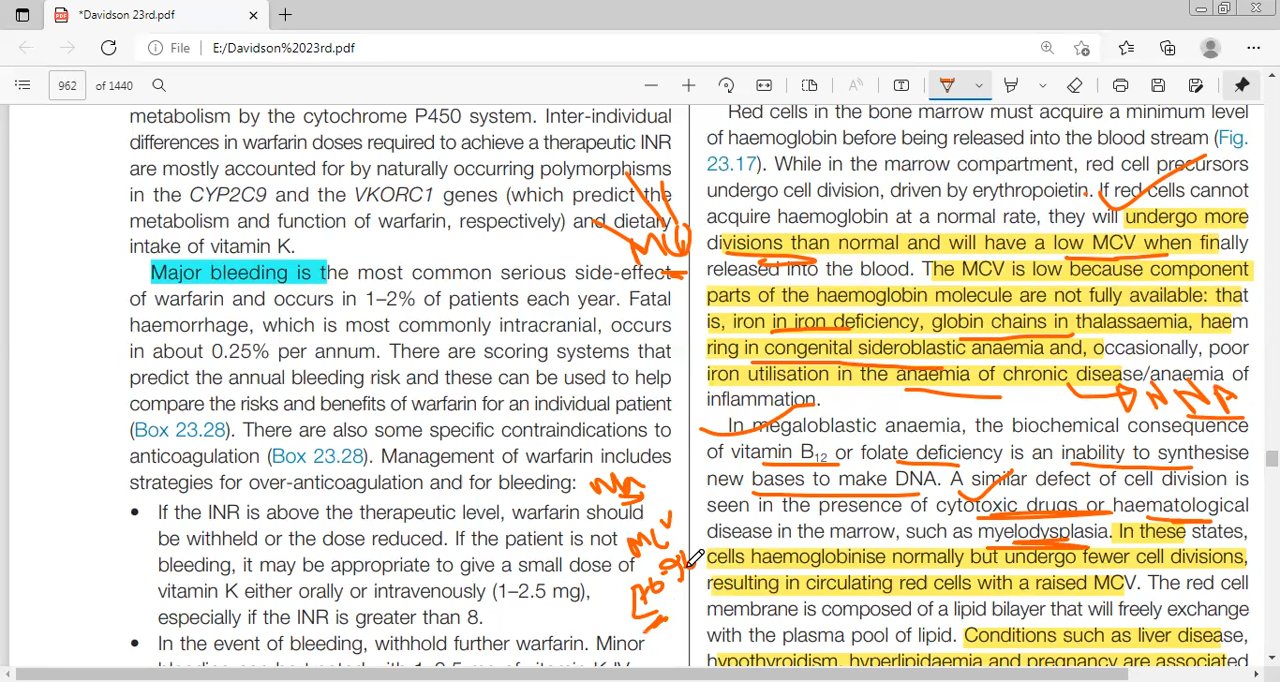 *Davidson 23rd.pdf
File E:/Davidson%2023rd.pdf
962 of 1440
metabolism by the cytochrome P450 system. Inter-individual
differences in warfarin doses required to achieve a therapeutic INR
are mostly accounted for by naturally occurring polymorphisms
in the CYP2C9 and the VKORC1 genes (which predict the
metabolism and function of warfarin, respectively) and dietary
intake of vitamin K.
Major bleeding is the most common serious side-effect
of warfarin and occurs in 1–2% of patients each year. Fatal
haemorrhage, which is most commonly intracranial, occurs
in about 0.25% per annum. There are scoring systems that
predict the annual bleeding risk and these can be used to help
compare the risks and benefits of warfarin for an individual patient
(Box 23.28). There are also some specific contraindications to
anticoagulation (Box 23.28). Management of warfarin includes
strategies for over-anticoagulation and for bleeding:
• If the INR is above the therapeutic level, warfarin should
be withheld or the dose reduced. If the patient is not
bleeding, it may be appropriate to give a small dose of
vitamin K either orally or intravenously (1–2.5 mg),
especially if the INR is greater than 8.
• In the event of bleeding, withhold further warfarin. Minor
MCV
Red cells in the bone marrow must acquire a minimum level
of haemoglobin before being released into the blood stream (Fig.
23.17). While in the marrow compartment, red cell precursors
undergo cell division, driven by erythropoietin. If red cells cannot
acquire haemoglobin at a normal rate, they will undergo more
divisions than normal and will have a low MCV when finally
released into the blood. The MCV is low because component
parts of the haemoglobin molecule are not fully available: that
is, iron in iron deficiency, globin chains in thalassaemia, haem
ring in congenital sideroblastic anaemia and, occasionally, poor
iron utilisation in the anaemia of chronic disease/anaemia of
inflammation.
N NA
In megaloblastic anaemia, the biochemical consequence
of vitamin B12 or folate deficiency is an inability to synthesise
new bases to make DNA. A similar defect of cell division is
seen in the presence of cytotoxic drugs or haematological
disease in the marrow, such as myelodysplasia. In these states,
cells haemoglobinise normally but undergo fewer cell divisions,
resulting in circulating red cells with a raised MCV. The red cell
membrane is composed of a lipid bilayer that will freely exchange
with the plasma pool of lipid. Conditions such as liver disease,
hypothyroidism, hyperlipidaemia and pregnancy are associated